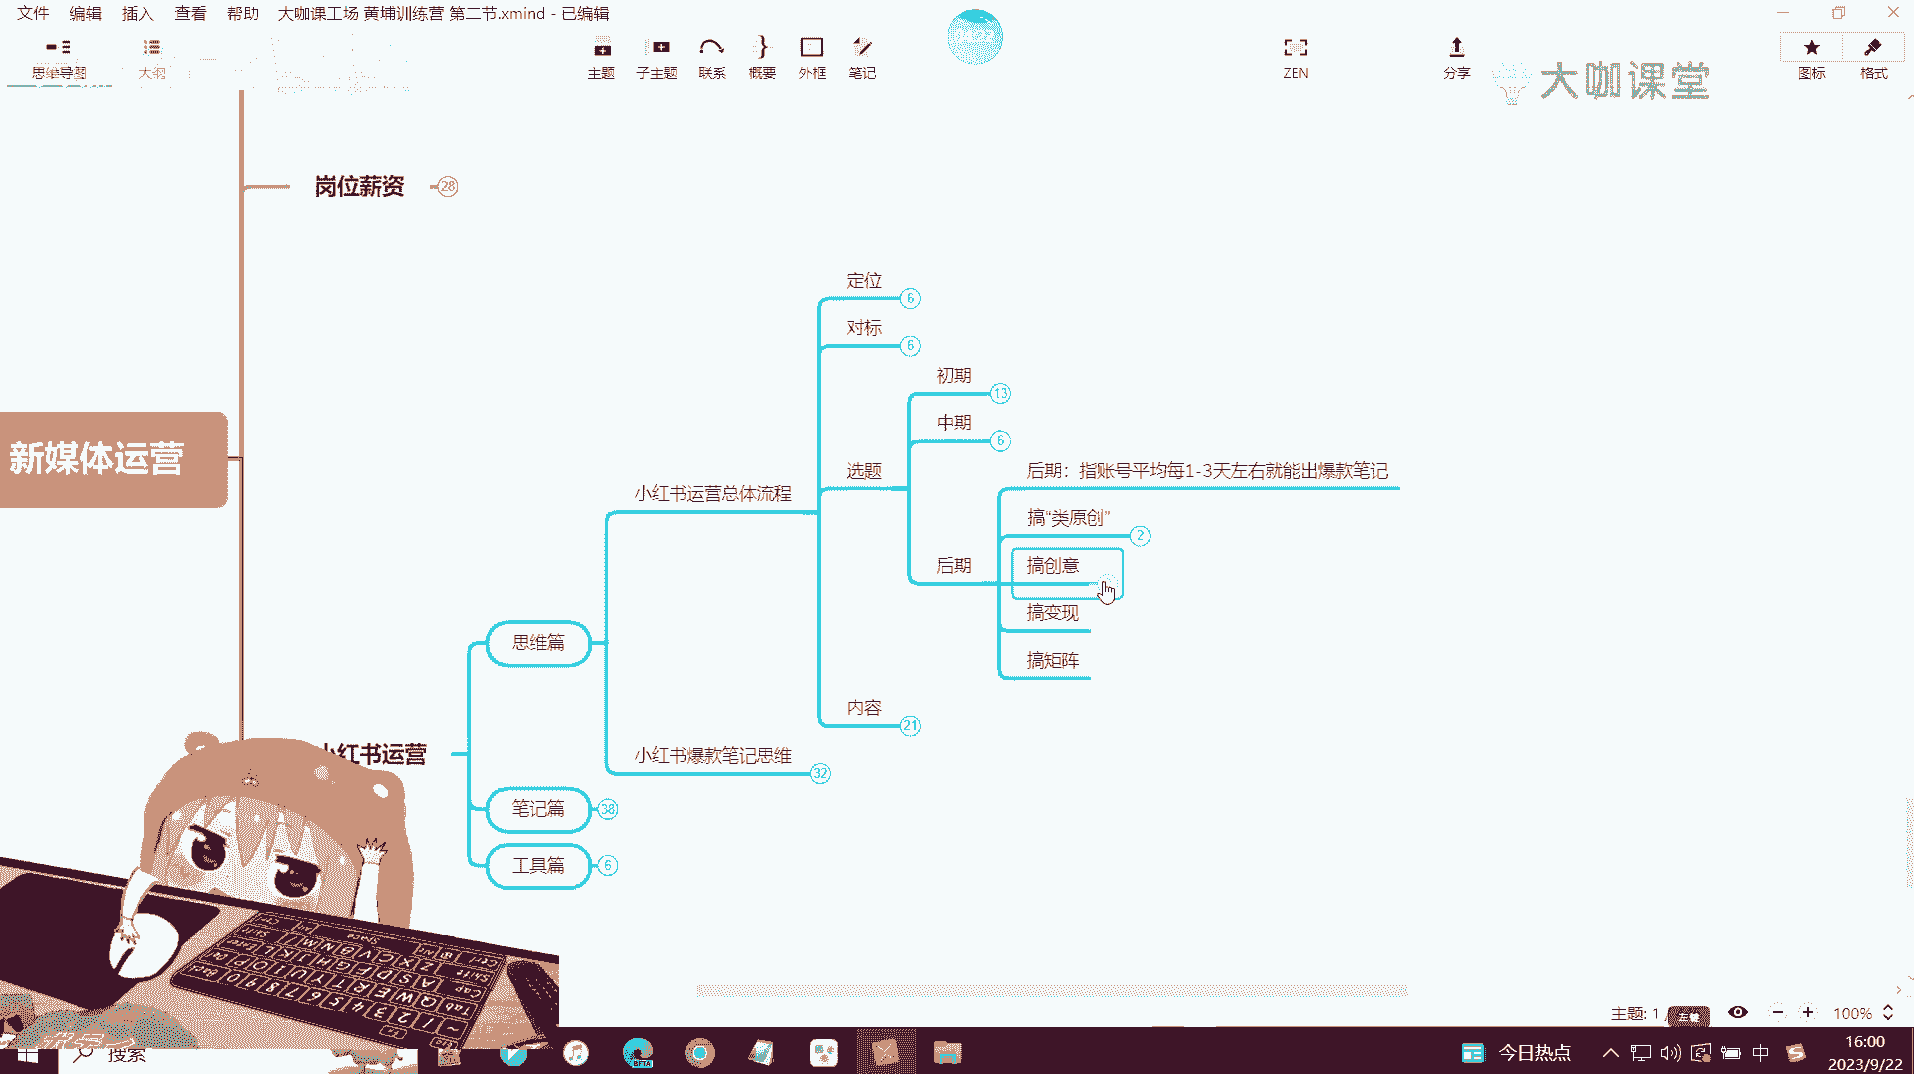 文件 编辑 插入 查看 帮助 大咖课工场 黄埔训练营 第二节.xmind - 已编辑
思维导图 大纲 主题 子主题 联系 概要 外框 笔记 ZEN 分享 图标 格式
大咖课堂
岗位薪资 28
定位 6
对标 6
初期 13
中期 6
选题
后期：指账号平均每1-3天左右就能出爆款笔记
小红书运营总体流程
搞“类原创” 2
后期
搞创意
搞变现
搞矩阵
新媒体运营
思维篇
内容 21
小红书运营
小红书爆款笔记思维 32
笔记篇 38
工具篇 6
主题: 1 /
100%
搜索
BETA
今日热点
中
16:00
2023/9/22